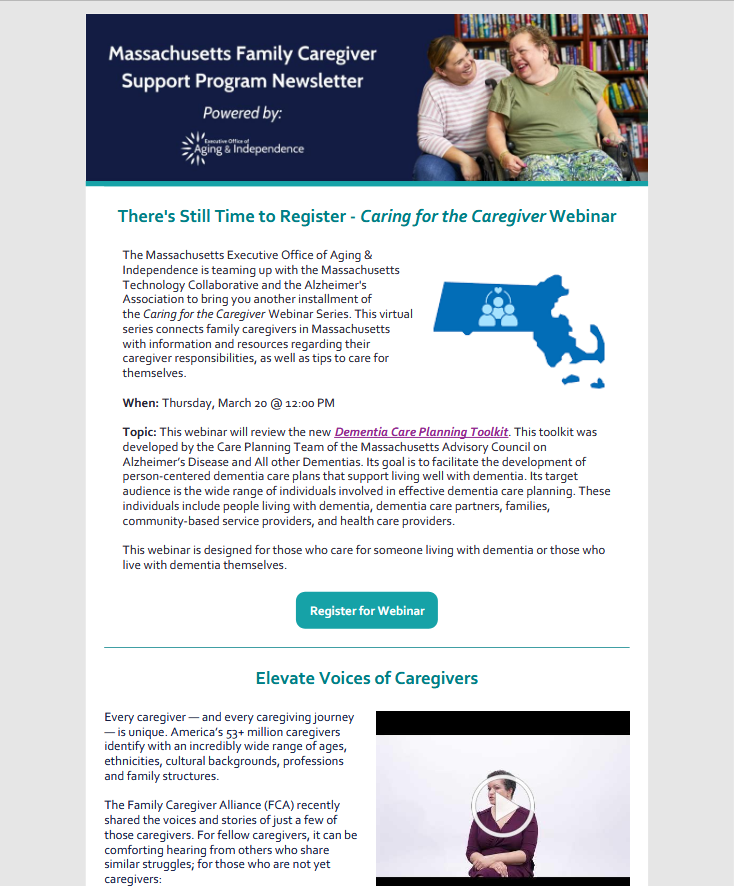 Massachusetts Family Caregiver
Support Program Newsletter
Powered by:
Executive Office of
Aging & Independence
There's Still Time to Register - Caring for the Caregiver Webinar
The Massachusetts Executive Office of Aging &
Independence is teaming up with the Massachusetts
Technology Collaborative and the Alzheimer's
Association to bring you another installment of
the Caring for the Caregiver Webinar Series. This virtual
series connects family caregivers in Massachusetts
with information and resources regarding their
caregiver responsibilities, as well as tips to care for
themselves.
When: Thursday, March 20 @ 12:00 PM
Topic: This webinar will review the new Dementia Care Planning Toolkit. This toolkit was
developed by the Care Planning Team of the Massachusetts Advisory Council on
Alzheimer's Disease and All other Dementias. Its goal is to facilitate the development of
person-centered dementia care plans that support living well with dementia. Its target
audience is the wide range of individuals involved in effective dementia care planning. These
individuals include people living with dementia, dementia care partners, families,
community-based service providers, and health care providers.
This webinar is designed for those who care for someone living with dementia or those who
live with dementia themselves.
Register for Webinar
Elevate Voices of Caregivers
Every caregiver — and every caregiving journey
— is unique. America's 53+ million caregivers
identify with an incredibly wide range of ages,
ethnicities, cultural backgrounds, professions
and family structures.
The Family Caregiver Alliance (FCA) recently
shared the voices and stories of just a few of
those caregivers. For fellow caregivers, it can be
comforting hearing from others who share
similar struggles; for those who are not yet
caregivers: